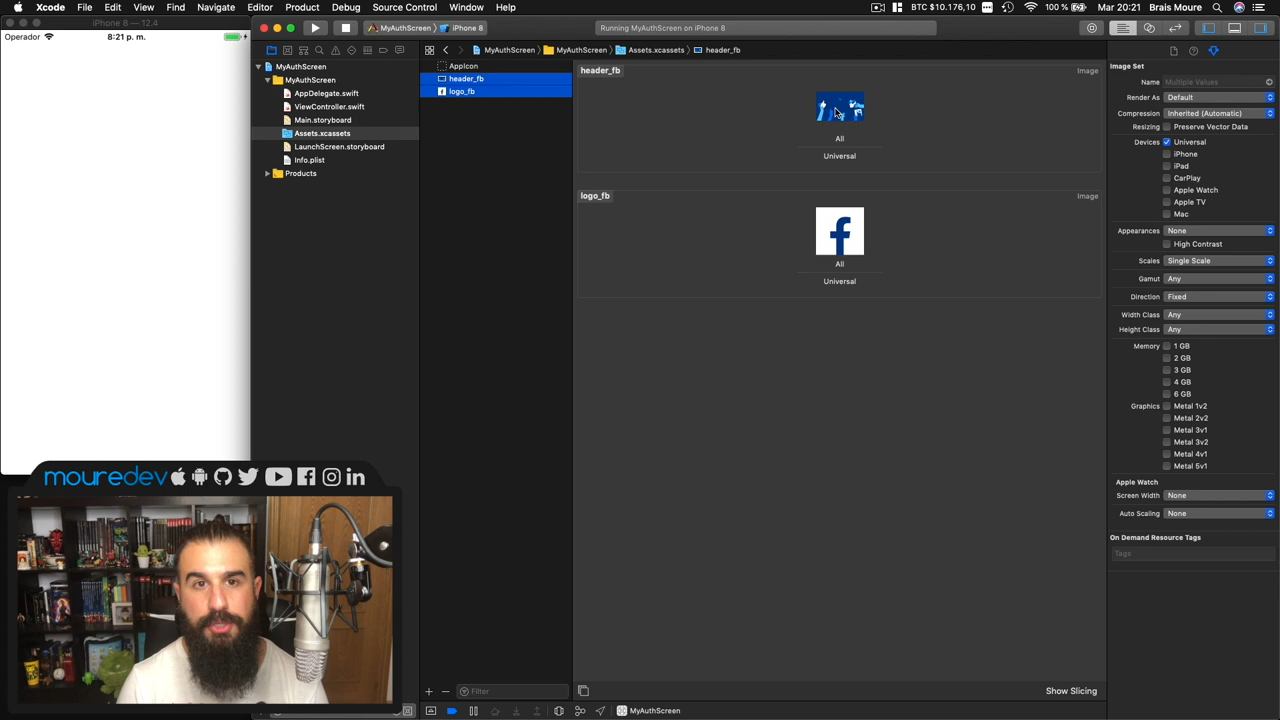 Xcode File Edit View Find Navigate Editor Product Debug Source Control Window Help
BTC $10.176,10 100 % Mar 20:21 Brais Moure
iPhone 8 — 12.4
Operador 8:21 p. m.
MyAuthScreen iPhone 8
Running MyAuthScreen on iPhone 8
MyAuthScreen MyAuthScreen Assets.xcassets header_fb
MyAuthScreen
MyAuthScreen
AppDelegate.swift
ViewController.swift
Main.storyboard
Assets.xcassets
LaunchScreen.storyboard
Info.plist
Products
AppIcon
header_fb
logo_fb
header_fb Image
All
Universal
logo_fb Image
All
Universal
Image Set
Name Multiple Values
Render As Default
Compression Inherited (Automatic)
Resizing Preserve Vector Data
Devices Universal
iPhone
iPad
CarPlay
Apple Watch
Apple TV
Mac
Appearances None
High Contrast
Scales Single Scale
Gamut Any
Direction Fixed
Width Class Any
Height Class Any
Memory 1 GB
2 GB
3 GB
4 GB
6 GB
Graphics Metal 1v2
Metal 2v2
Metal 3v1
Metal 3v2
Metal 4v1
Metal 5v1
Apple Watch
Screen Width None
Auto Scaling None
On Demand Resource Tags
Tags
mouredev
Filter
Show Slicing
MyAuthScreen